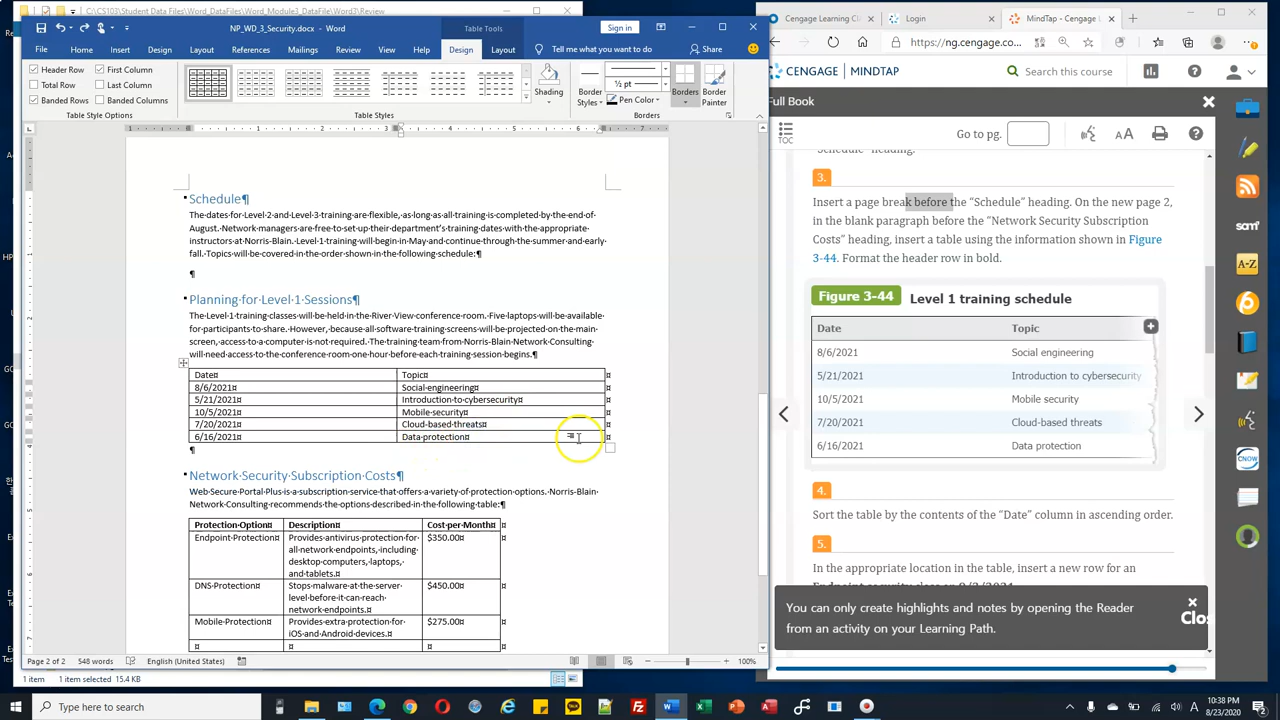 C:\CS103\Student Data Files\Word_DataFiles\Word_Module3_DataFile\Word3\Review
NP_WD_3_Security.docx - Word
Table Tools
Sign in
File Home Insert Design Layout References Mailings Review View Help Design Layout Tell me what you want to do Share
Header Row First Column
Total Row Last Column
Banded Rows Banded Columns
Table Style Options
Table Styles
Shading
Border Styles
½ pt
Pen Color
Borders
Border Painter
Borders
Schedule¶
The dates for Level-2 and Level-3 training are flexible, as long as all training is completed by the end of
August. Network managers are free to set up their department's training dates with the appropriate
instructors at Norris-Blain. Level-1 training will begin in May and continue through the summer and early
fall. Topics will be covered in the order shown in the following schedule:¶
¶
Planning·for·Level·1·Sessions¶
The Level-1 training classes will be held in the River View conference room. Five laptops will be available
for participants to share. However, because all software training screens will be projected on the main
screen, access to a computer is not required. The training team from Norris-Blain Network Consulting
will need access to the conference room one hour before each training session begins.¶
Date¤ Topic¤ ¤
8/6/2021¤ Social·engineering¤ ¤
5/21/2021¤ Introduction·to·cybersecurity¤ ¤
10/5/2021¤ Mobile·security¤ ¤
7/20/2021¤ Cloud-based·threats¤ ¤
6/16/2021¤ Data·protection¤ ¤
¶
Network·Security·Subscription·Costs¶
Web Secure Portal Plus is a subscription service that offers a variety of protection options. Norris-Blain
Network Consulting recommends the options described in the following table:¶
Protection·Option¤ Description¤ Cost·per·Month¤ ¤
Endpoint·Protection¤ Provides·antivirus·protection·for· $350.00¤ ¤
all·network·endpoints,·including·
desktop·computers,·laptops,·
and·tablets.¤
DNS·Protection¤ Stops·malware·at·the·server· $450.00¤ ¤
level·before·it·can·reach·
network·endpoints.¤
Mobile·Protection¤ Provides·extra·protection·for· $275.00¤ ¤
iOS·and·Android·devices.¤
¤ ¤ ¤ ¤
Page 2 of 2 548 words English (United States) 100%
1 item 1 item selected 15.4 KB
Cengage Learning Cl
Login
MindTap - Cengage L
https://ng.cengage.co
CENGAGE MINDTAP
Search this course
Full Book
TOC
Go to pg.
AA
"Schedule" heading.
3.
Insert a page break before the "Schedule" heading. On the new page 2,
in the blank paragraph before the "Network Security Subscription
Costs" heading, insert a table using the information shown in Figure
3-44. Format the header row in bold.
Figure 3-44 Level 1 training schedule
Date Topic
8/6/2021 Social engineering
5/21/2021 Introduction to cybersecurity
10/5/2021 Mobile security
7/20/2021 Cloud-based threats
6/16/2021 Data protection
4.
Sort the table by the contents of the "Date" column in ascending order.
5.
In the appropriate location in the table, insert a new row for an
You can only create highlights and notes by opening the Reader
from an activity on your Learning Path.
Clos
sam
A-Z
CNOW
Type here to search
10:38 PM
8/23/2020